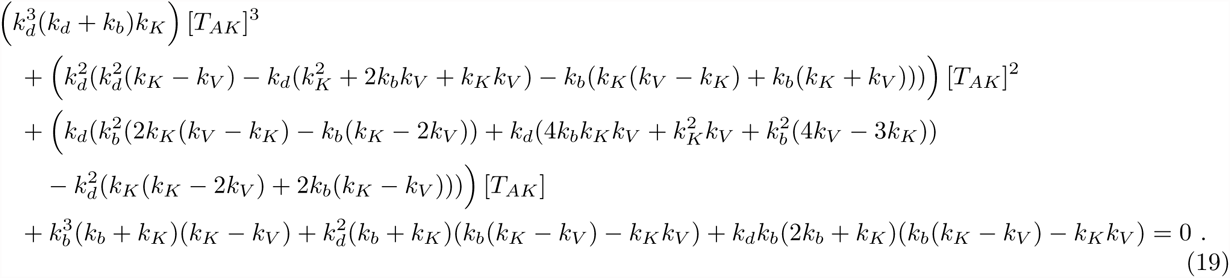 (k_d^3(k_d + k_b)k_K) [T_{AK}]^3
+ (k_d^2(k_d^2(k_K − k_V) − k_d(k_K^2 + 2k_bk_V + k_Kk_V) − k_b(k_K(k_V − k_K) + k_b(k_K + k_V)))) [T_{AK}]^2
+ (k_d(k_b^2(2k_K(k_V − k_K) − k_b(k_K − 2k_V)) + k_d(4k_bk_Kk_V + k_K^2k_V + k_b^2(4k_V − 3k_K))
− k_d^2(k_K(k_K − 2k_V) + 2k_b(k_K − k_V)))) [T_{AK}]
+ k_b^3(k_b + k_K)(k_K − k_V) + k_d^2(k_b + k_K)(k_b(k_K − k_V) − k_Kk_V) + k_dk_b(2k_b + k_K)(k_b(k_K − k_V) − k_Kk_V) = 0 .
(19)